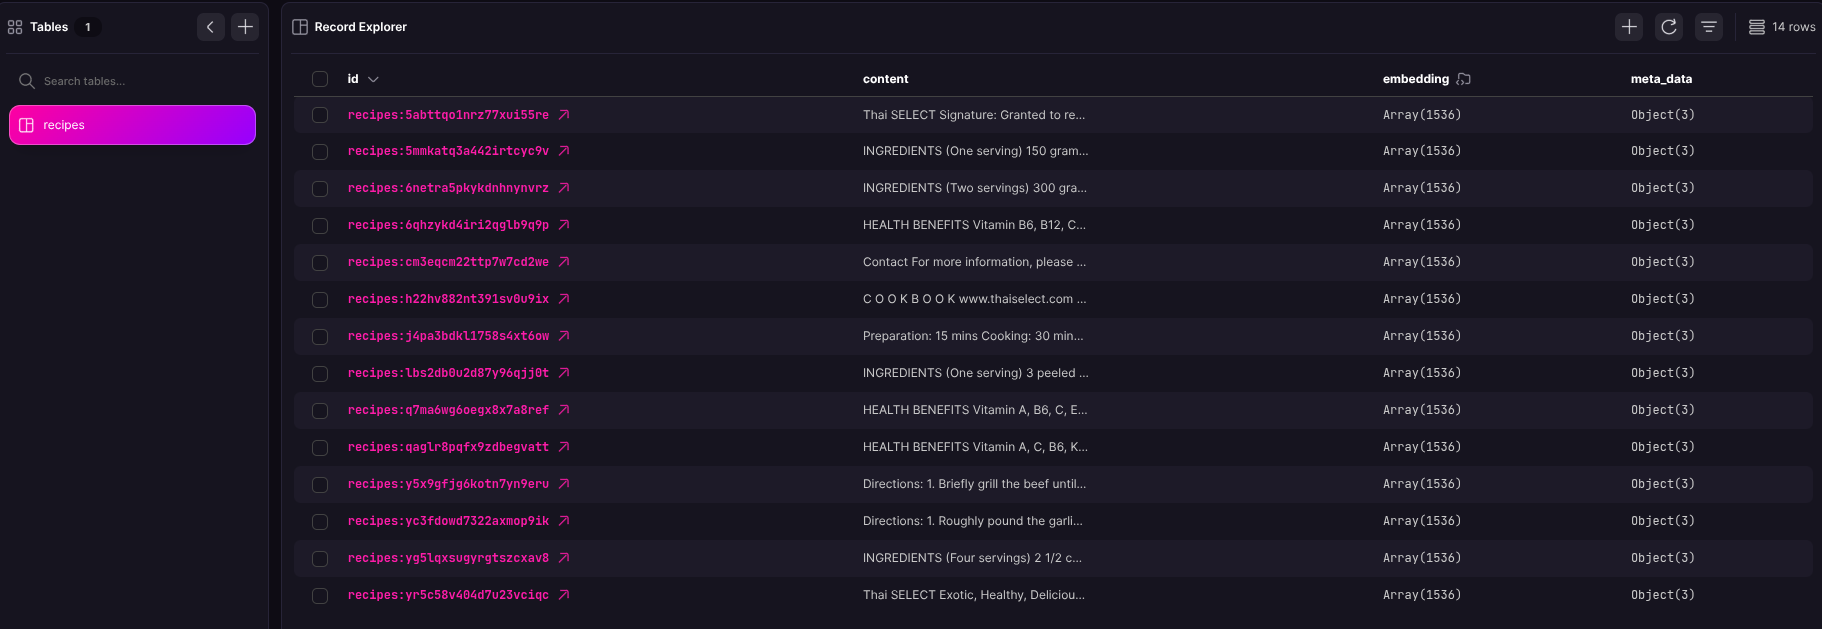 Tables 1
Search tables...
recipes
Record Explorer
14 rows
id content embedding meta_data
recipes:5abttqo1nrz77xui55re Thai SELECT Signature: Granted to re... Array(1536) Object(3)
recipes:5mmkatq3a442irtcyc9v INGREDIENTS (One serving) 150 gram... Array(1536) Object(3)
recipes:6netra5pkykdnhnynvrz INGREDIENTS (Two servings) 300 gra... Array(1536) Object(3)
recipes:6qhzykd4iri2qglb9q9p HEALTH BENEFITS Vitamin B6, B12, C... Array(1536) Object(3)
recipes:cm3eqcm22ttp7w7cd2we Contact For more information, please ... Array(1536) Object(3)
recipes:h22hv882nt391sv0u9ix C O O K B O O K www.thaiselect.com ... Array(1536) Object(3)
recipes:j4pa3bdkl1758s4xt6ow Preparation: 15 mins Cooking: 30 min... Array(1536) Object(3)
recipes:lbs2db0u2d87y96qjj0t INGREDIENTS (One serving) 3 peeled ... Array(1536) Object(3)
recipes:q7ma6wg6oegx8x7a8ref HEALTH BENEFITS Vitamin A, B6, C, E... Array(1536) Object(3)
recipes:qaglr8pqfx9zdbegvatt HEALTH BENEFITS Vitamin A, C, B6, K... Array(1536) Object(3)
recipes:y5x9gfjg6kotn7yn9eru Directions: 1. Briefly grill the beef until... Array(1536) Object(3)
recipes:yc3fdowd7322axmop9ik Directions: 1. Roughly pound the garli... Array(1536) Object(3)
recipes:yg5lqxsugyrgtszcxav8 INGREDIENTS (Four servings) 2 1/2 c... Array(1536) Object(3)
recipes:yr5c58v404d7u23vciqc Thai SELECT Exotic, Healthy, Deliciou... Array(1536) Object(3)